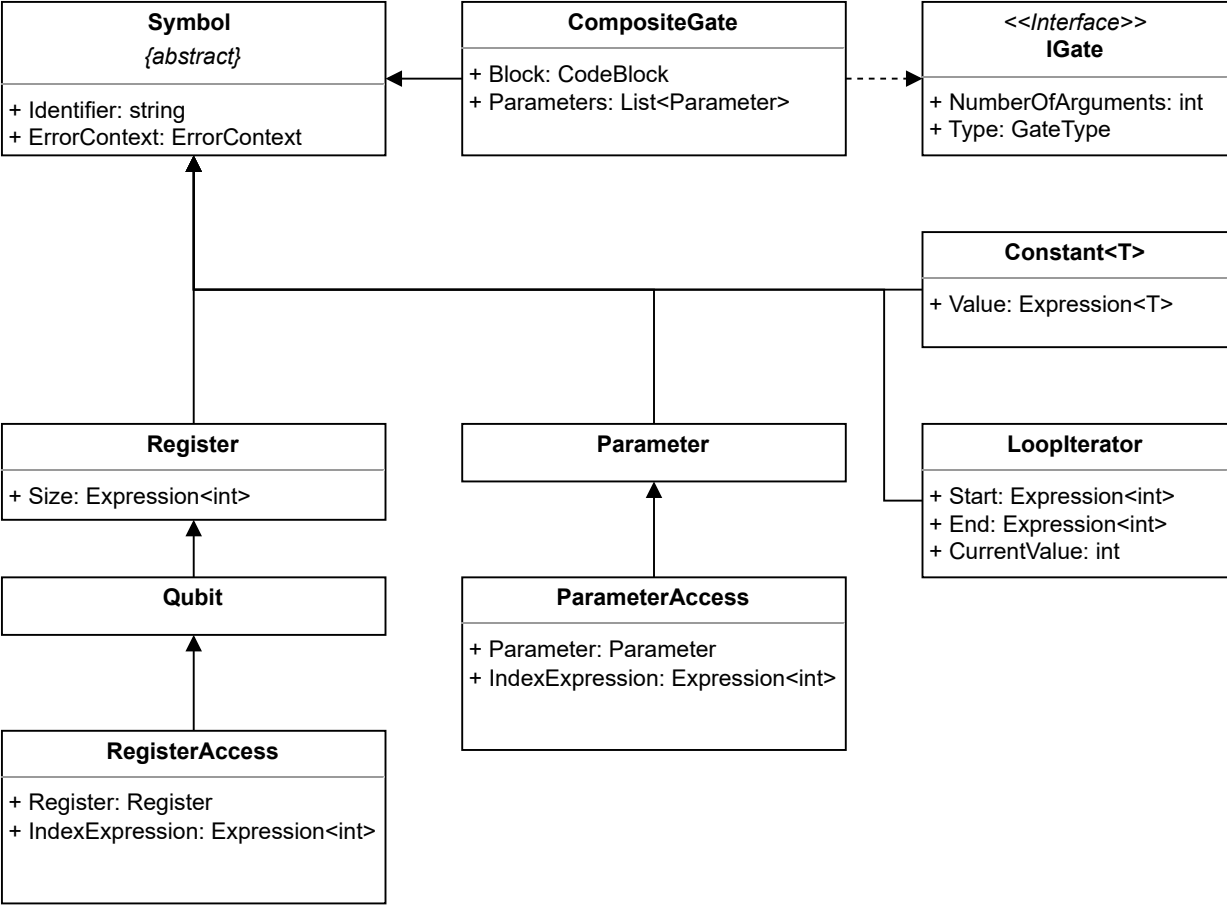 Symbol
{abstract}
+ Identifier: string
+ ErrorContext: ErrorContext
CompositeGate
+ Block: CodeBlock
+ Parameters: List<Parameter>
<<Interface>>
IGate
+ NumberOfArguments: int
+ Type: GateType
Constant<T>
+ Value: Expression<T>
Register
+ Size: Expression<int>
Parameter
LoopIterator
+ Start: Expression<int>
+ End: Expression<int>
+ CurrentValue: int
Qubit
ParameterAccess
+ Parameter: Parameter
+ IndexExpression: Expression<int>
RegisterAccess
+ Register: Register
+ IndexExpression: Expression<int>